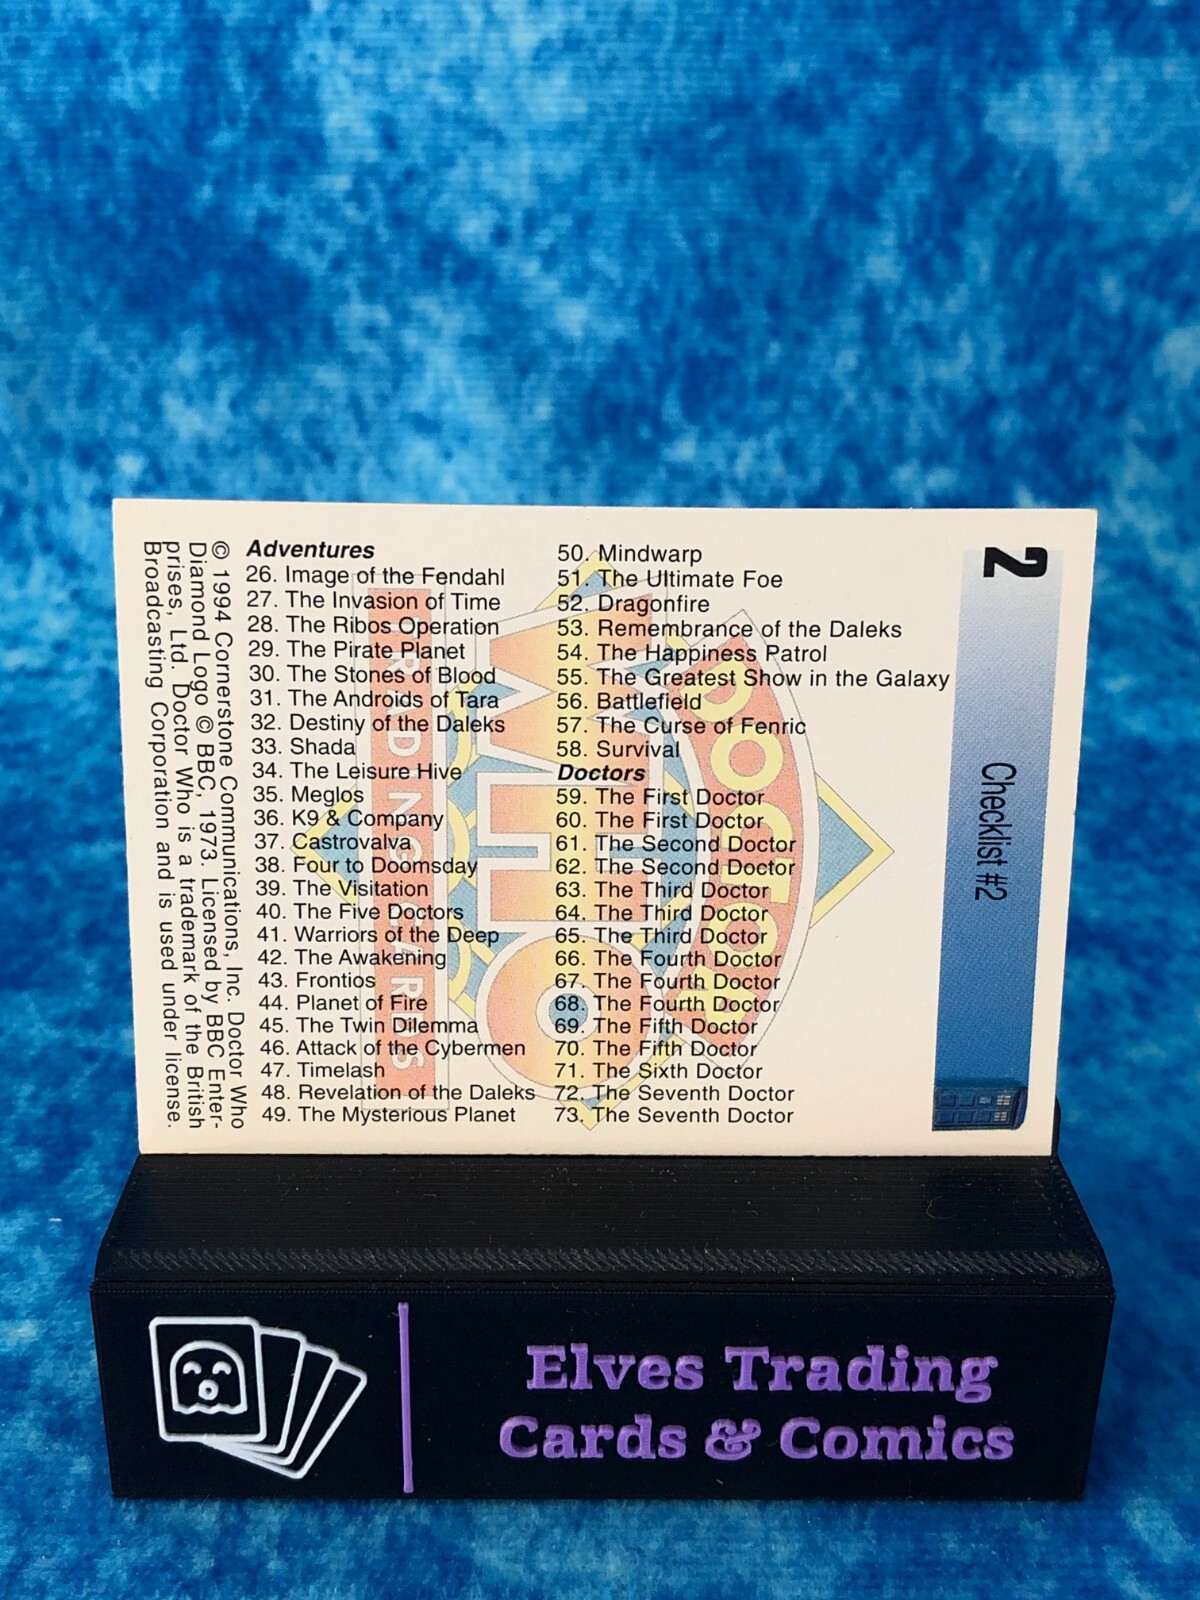 Adventures
26. Image of the Fendahl
27. The Invasion of Time
28. The Ribos Operation
29. The Pirate Planet
30. The Stones of Blood
31. The Androids of Tara
32. Destiny of the Daleks
33. Shada
34. The Leisure Hive
35. Meglos
36. K9 & Company
37. Castrovalva
38. Four to Doomsday
39. The Visitation
40. The Five Doctors
41. Warriors of the Deep
42. The Awakening
43. Frontios
44. Planet of Fire
45. The Twin Dilemma
46. Attack of the Cybermen
47. Timelash
48. Revelation of the Daleks
49. The Mysterious Planet
50. Mindwarp
51. The Ultimate Foe
52. Dragonfire
53. Remembrance of the Daleks
54. The Happiness Patrol
55. The Greatest Show in the Galaxy
56. Battlefield
57. The Curse of Fenric
58. Survival
Doctors
59. The First Doctor
60. The First Doctor
61. The Second Doctor
62. The Second Doctor
63. The Third Doctor
64. The Third Doctor
65. The Third Doctor
66. The Fourth Doctor
67. The Fourth Doctor
68. The Fourth Doctor
69. The Fifth Doctor
70. The Fifth Doctor
71. The Sixth Doctor
72. The Seventh Doctor
73. The Seventh Doctor
2
Checklist #2
© 1994 Cornerstone Communications, Inc. Doctor Who
Diamond Logo © BBC, 1973. Licensed by BBC Enter-
prises, Ltd. Doctor Who is a trademark of the British
Broadcasting Corporation and is used under license.
DOCTOR
WHO
TRADING CARDS
Elves Trading
Cards & Comics